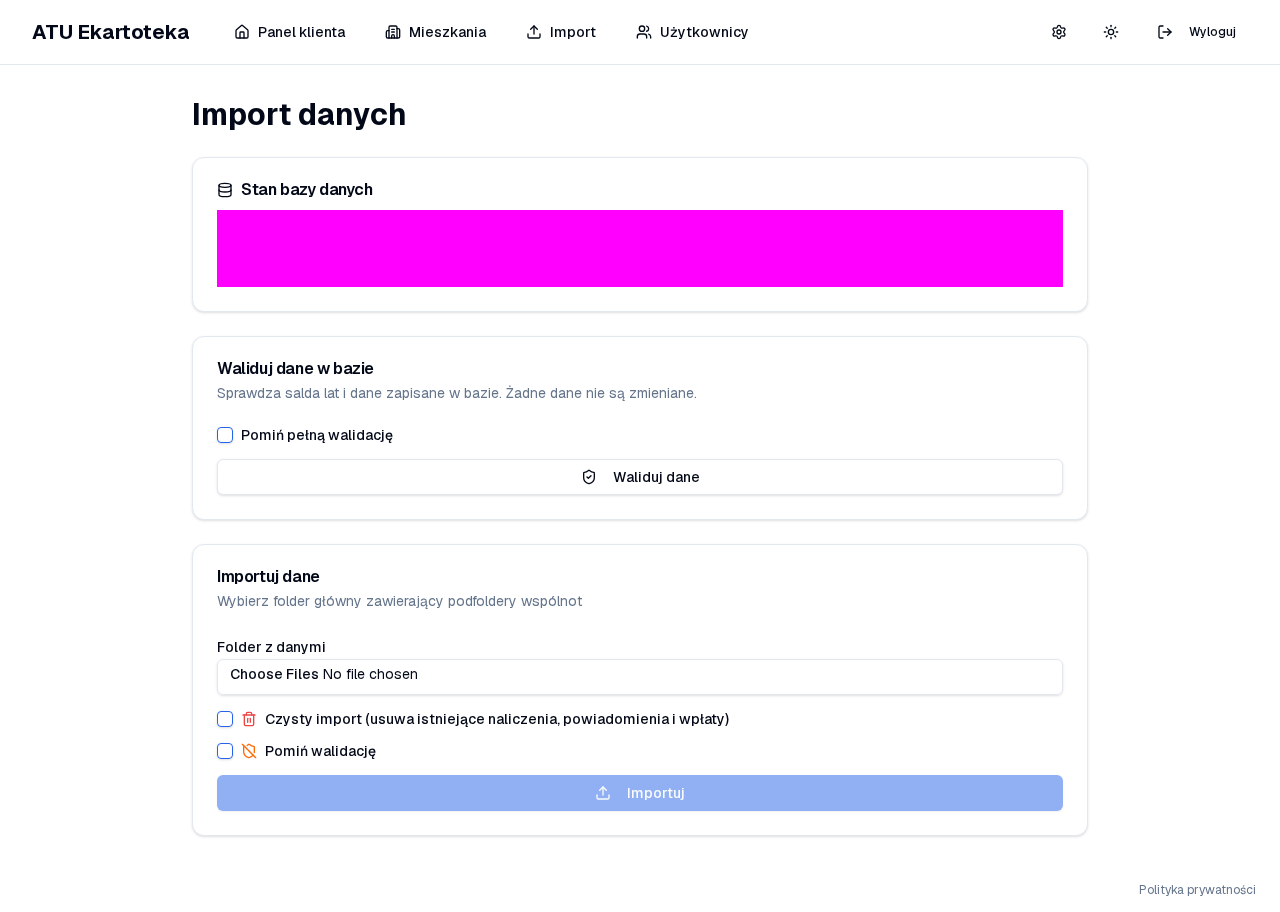 ATU Ekartoteka Panel klienta Mieszkania Import Użytkownicy Wyloguj
Import danych
Stan bazy danych
Waliduj dane w bazie
Sprawdza salda lat i dane zapisane w bazie. Żadne dane nie są zmieniane.
Pomiń pełną walidację
Waliduj dane
Importuj dane
Wybierz folder główny zawierający podfoldery wspólnot
Folder z danymi
Choose Files No file chosen
Czysty import (usuwa istniejące naliczenia, powiadomienia i wpłaty)
Pomiń walidację
Importuj
Polityka prywatności